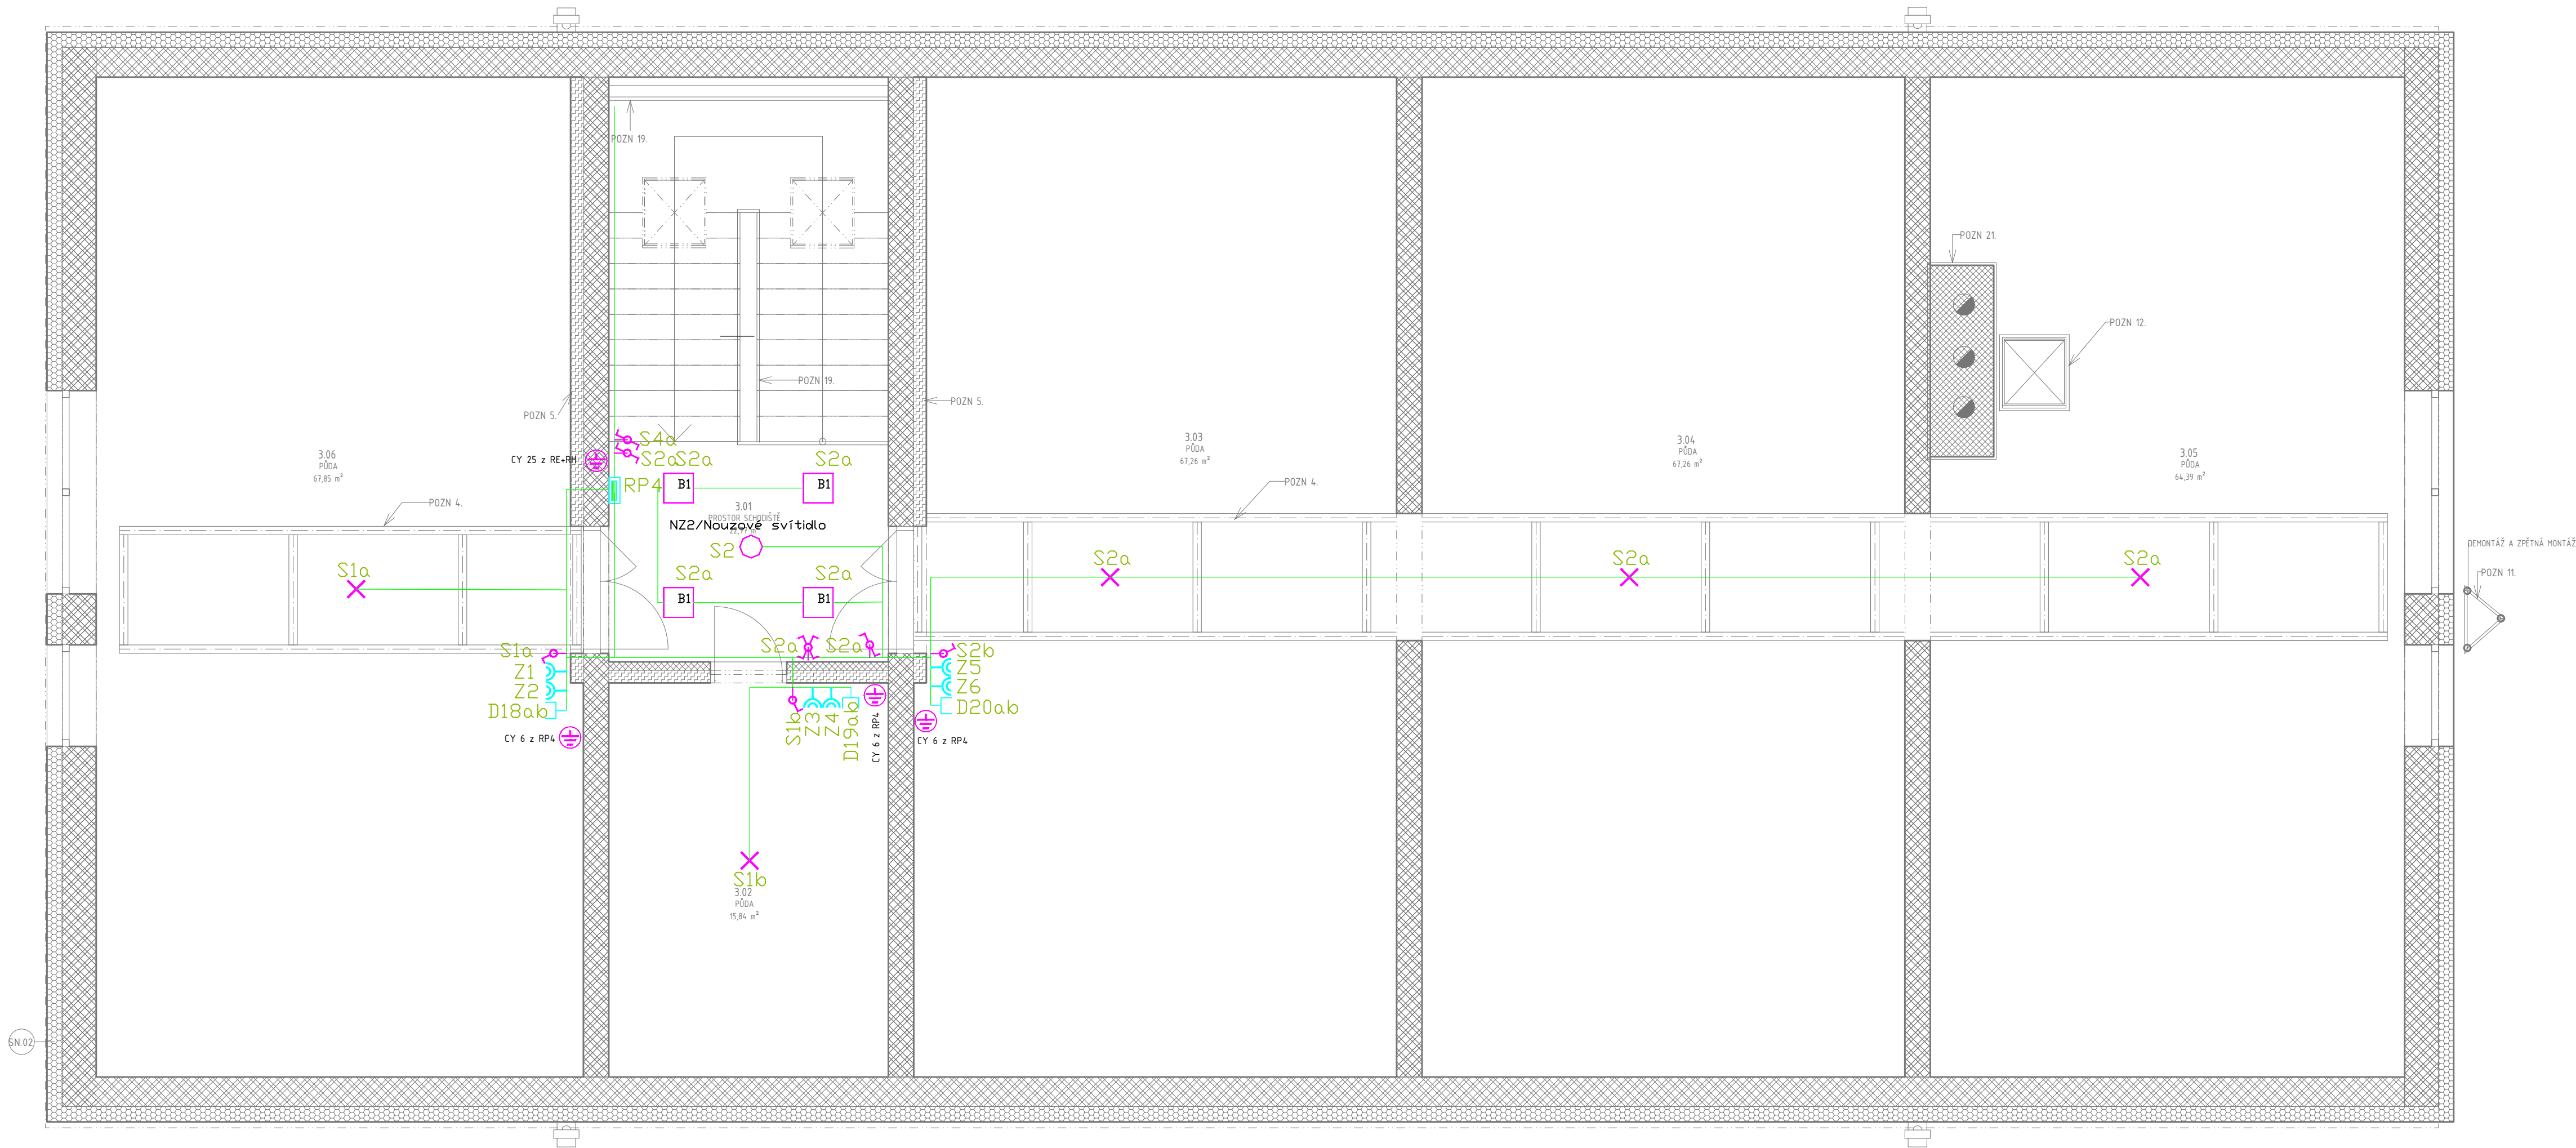 POZN 19.
POZN 21.
POZN 12.
POZN 19.
POZN 5.
POZN 5.
3.06
PŮDA
67,85 m²
3.03
PŮDA
67,26 m²
3.04
PŮDA
67,26 m²
3.05
PŮDA
64,39 m²
S4a
CY 25 z RE+RH
S2a
S2a
S2a
RP4
B1
B1
POZN 4.
POZN 4.
3.01
PROSTOR SCHODIŠTĚ
NZ2/Nouzové svítidlo
S2
S1a
S2a
S2a
B1
B1
S2a
S2a
S2a
DEMONTÁŽ A ZPĚTNÁ MONTÁŽ
POZN 11.
S1a
Z1
Z2
D18ab
CY 6 z RP4
S2a
S2a
S1b
Z3
Z4
D19ab
CY 6 z RP4
S2b
Z5
Z6
D20ab
CY 6 z RP4
S1b
3.02
PŮDA
15,84 m²
SN.02